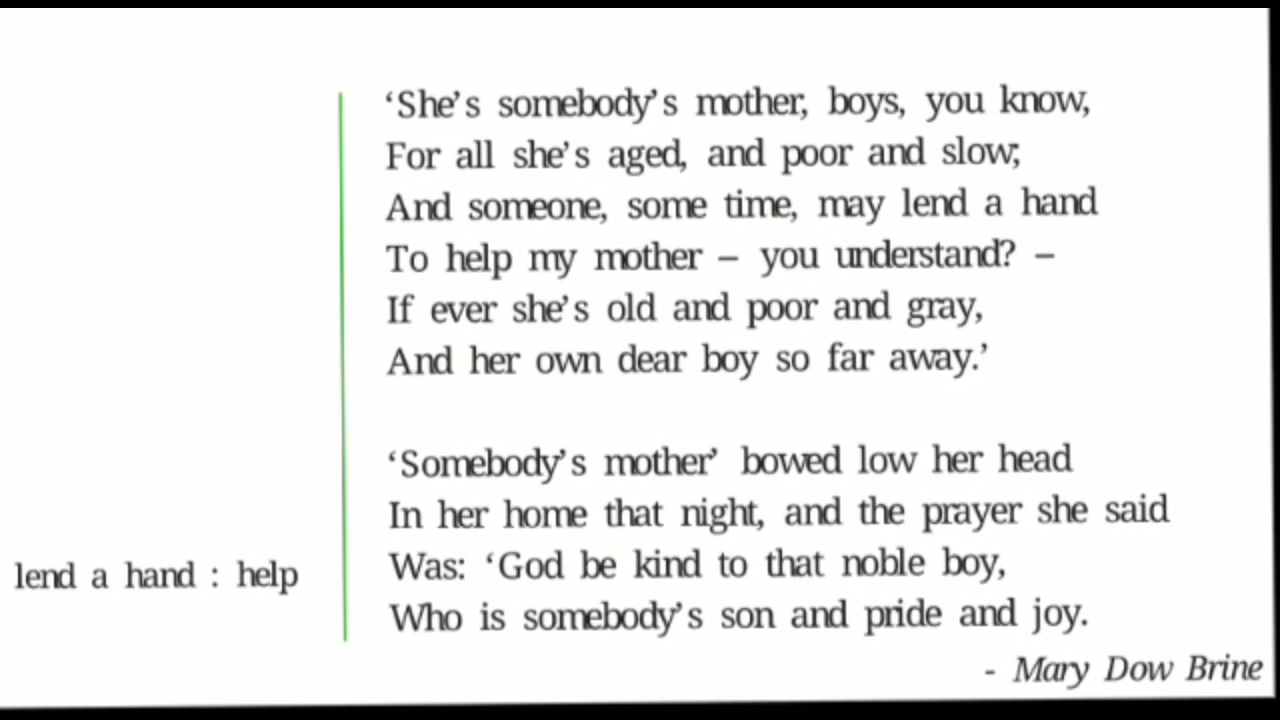 ‘She’s somebody’s mother, boys, you know,
For all she’s aged, and poor and slow;
And someone, some time, may lend a hand
To help my mother – you understand? –
If ever she’s old and poor and gray,
And her own dear boy so far away.’
‘Somebody’s mother’ bowed low her head
In her home that night, and the prayer she said
lend a hand : help
Was: ‘God be kind to that noble boy,
Who is somebody’s son and pride and joy.
- Mary Dow Brine